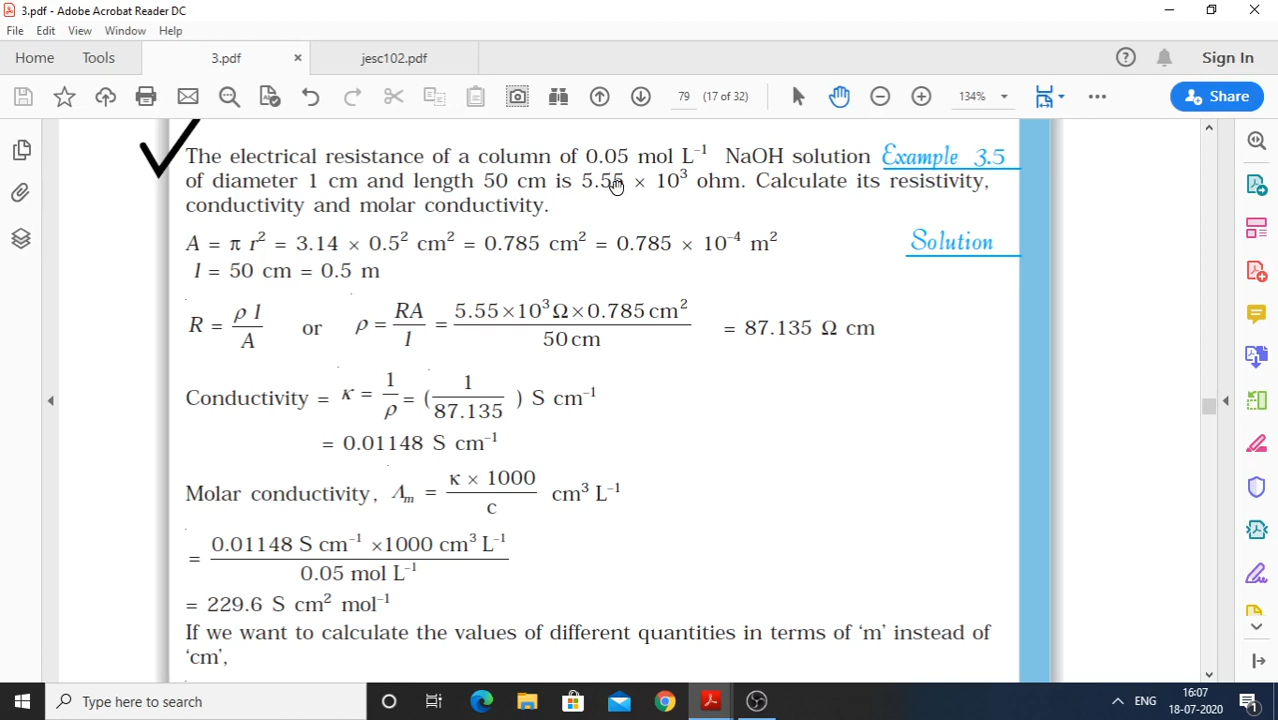 3.pdf - Adobe Acrobat Reader DC
File Edit View Window Help
Home Tools 3.pdf × jesc102.pdf Sign In
79 (17 of 32) 134% Share
The electrical resistance of a column of 0.05 mol L⁻¹ NaOH solution Example 3.5
of diameter 1 cm and length 50 cm is 5.55 × 10³ ohm. Calculate its resistivity,
conductivity and molar conductivity.
A = π r² = 3.14 × 0.5² cm² = 0.785 cm² = 0.785 × 10⁻⁴ m² Solution
l = 50 cm = 0.5 m
R = ρ l / A or ρ = RA / l = 5.55×10³ Ω×0.785 cm² / 50 cm = 87.135 Ω cm
Conductivity = κ = 1/ρ = (1 / 87.135) S cm⁻¹
= 0.01148 S cm⁻¹
Molar conductivity, Λm = κ × 1000 / c cm³ L⁻¹
= 0.01148 S cm⁻¹ ×1000 cm³ L⁻¹ / 0.05 mol L⁻¹
= 229.6 S cm² mol⁻¹
If we want to calculate the values of different quantities in terms of ‘m’ instead of
‘cm’,
Type here to search ENG 16:07
18-07-2020
1